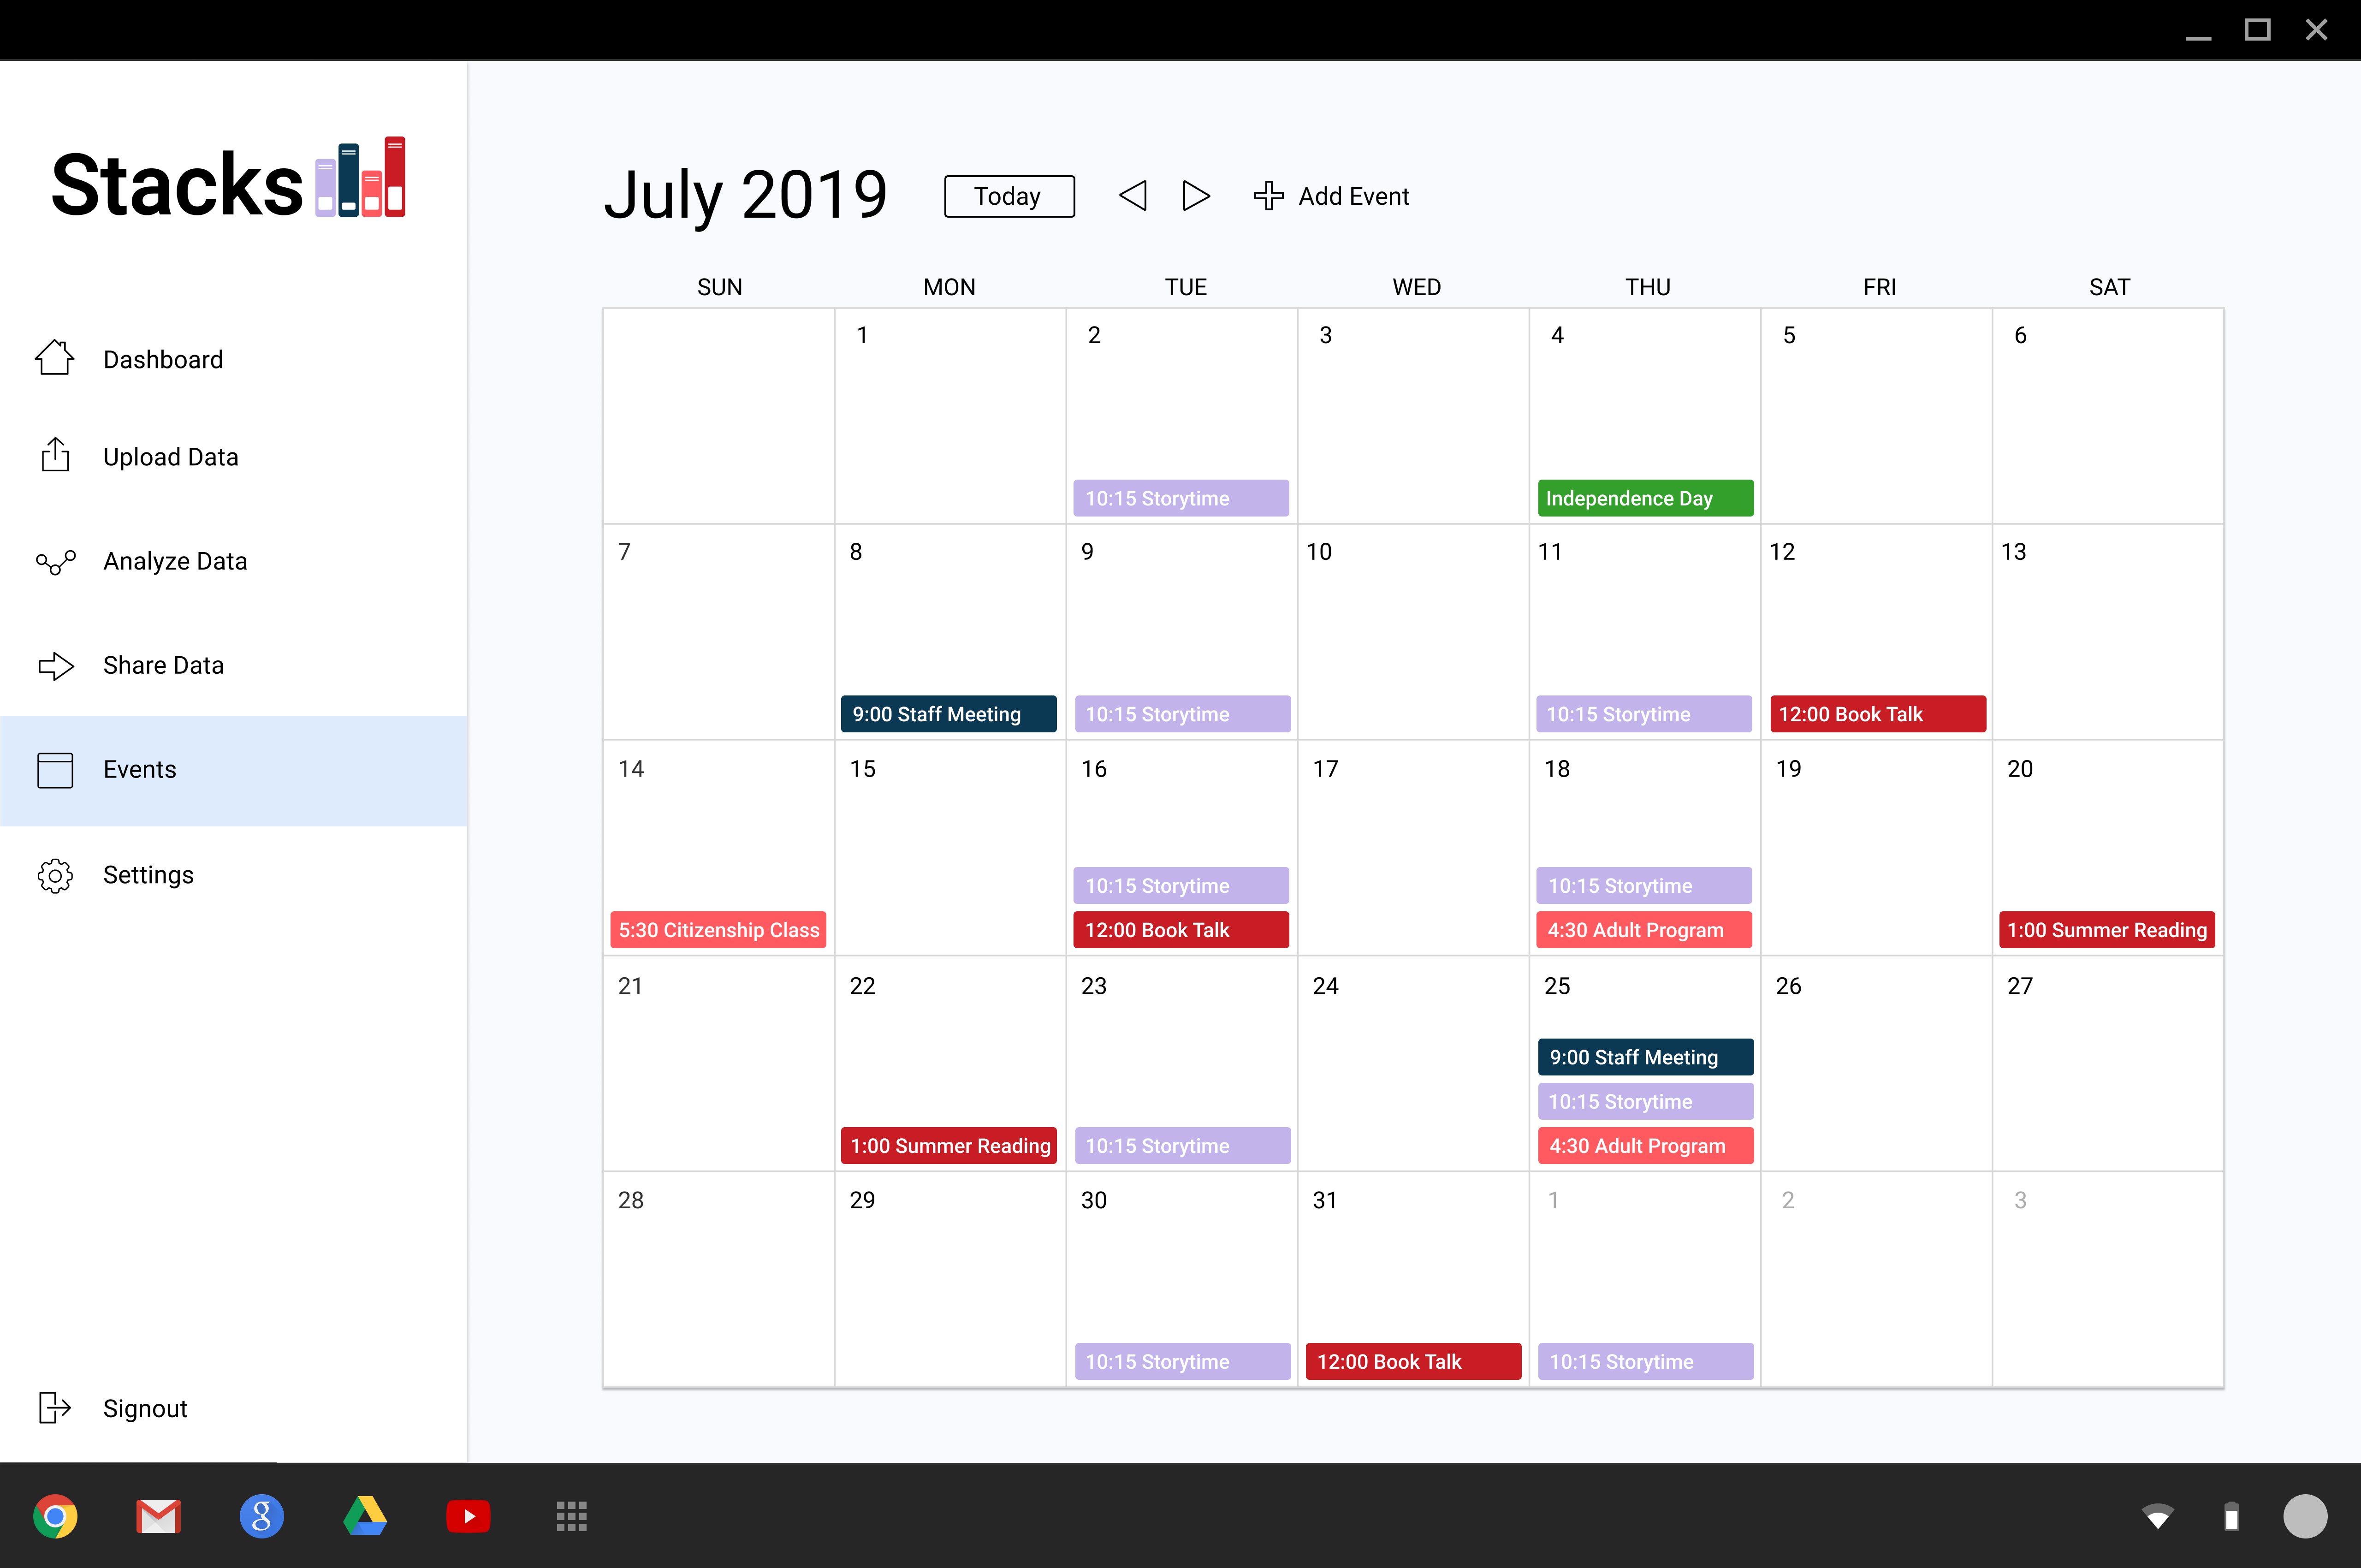 Stacks
Dashboard
Upload Data
Analyze Data
Share Data
Events
Settings
Signout
July 2019 Today Add Event
SUN MON TUE WED THU FRI SAT
1 2 3 4 5 6
10:15 Storytime Independence Day
7 8 9 10 11 12 13
9:00 Staff Meeting 10:15 Storytime 10:15 Storytime 12:00 Book Talk
14 15 16 17 18 19 20
10:15 Storytime 10:15 Storytime
5:30 Citizenship Class 12:00 Book Talk 4:30 Adult Program 1:00 Summer Reading
21 22 23 24 25 26 27
9:00 Staff Meeting
10:15 Storytime
1:00 Summer Reading 10:15 Storytime 4:30 Adult Program
28 29 30 31 1 2 3
10:15 Storytime 12:00 Book Talk 10:15 Storytime
g